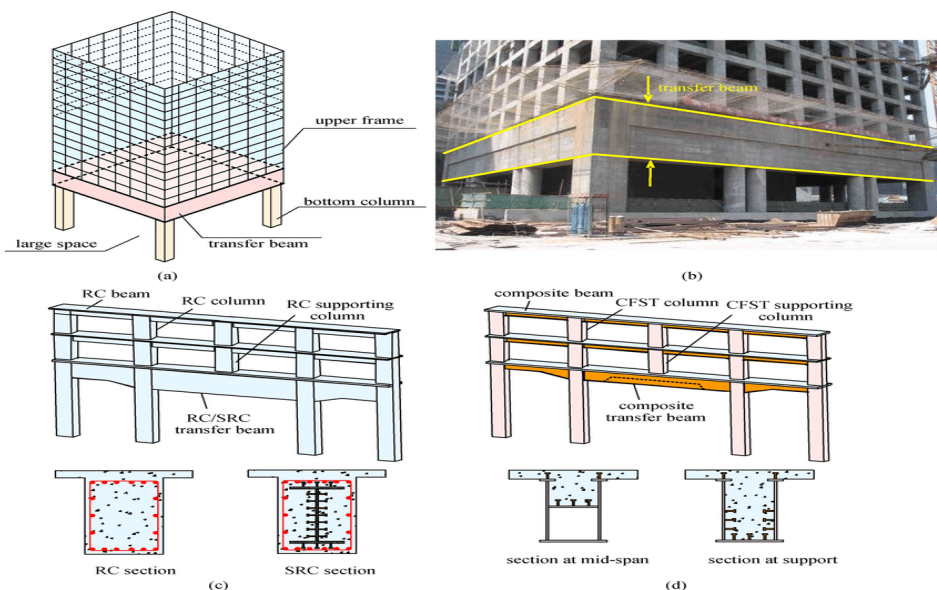 upper frame
bottom column
large space
transfer beam
(a)
transfer beam
(b)
RC beam
RC column
RC supporting
column
RC/SRC
transfer beam
RC section
SRC section
(c)
composite beam
CFST column
CFST supporting
column
composite
transfer beam
section at mid-span
section at support
(d)